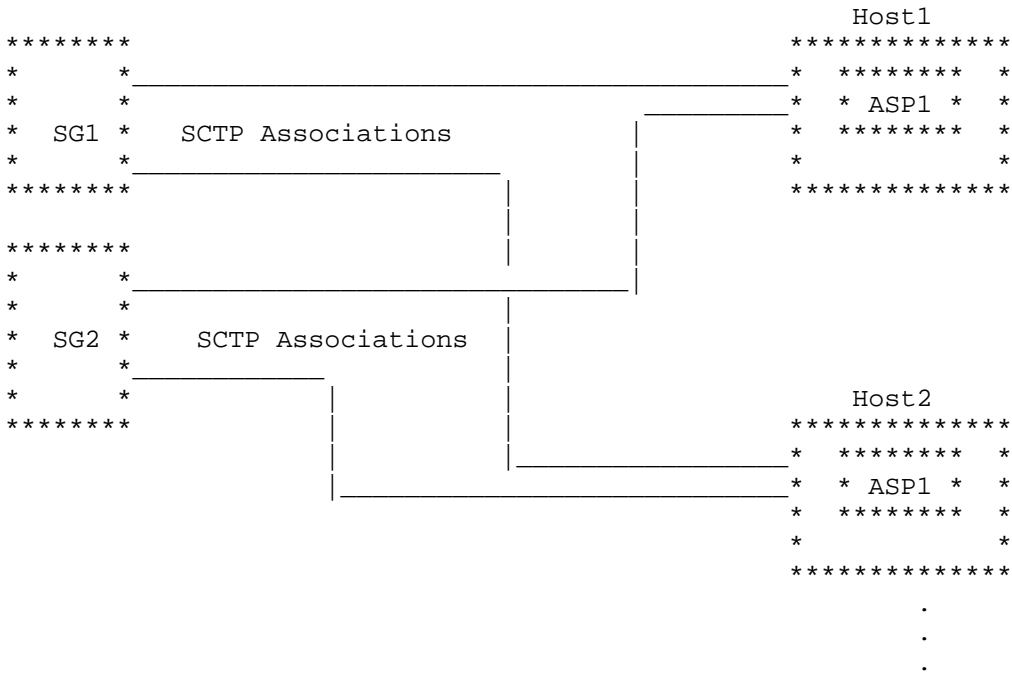 Host1
ASP1
SG1 SCTP Associations
SG2 SCTP Associations
Host2
ASP1
.
.
.